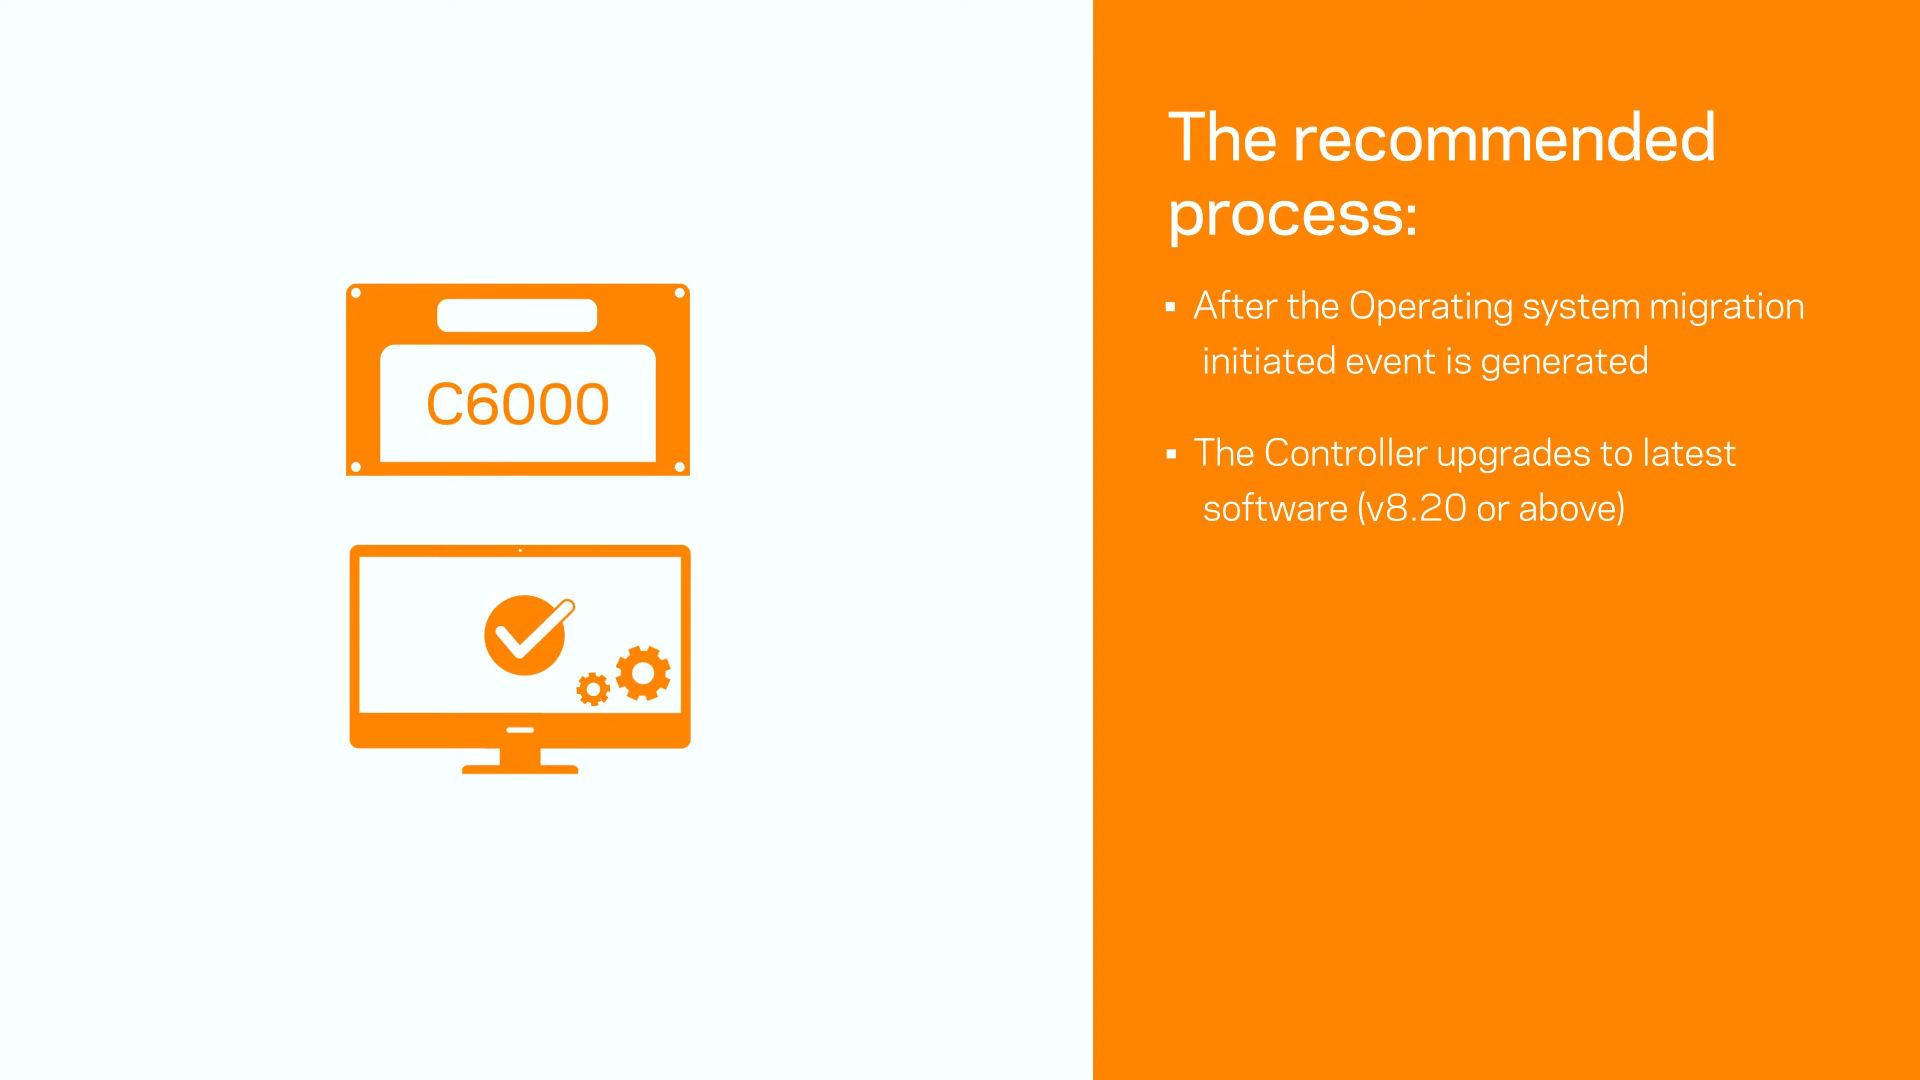 C6000
The recommended
process:
▪ After the Operating system migration
initiated event is generated
▪ The Controller upgrades to latest
software (v8.20 or above)